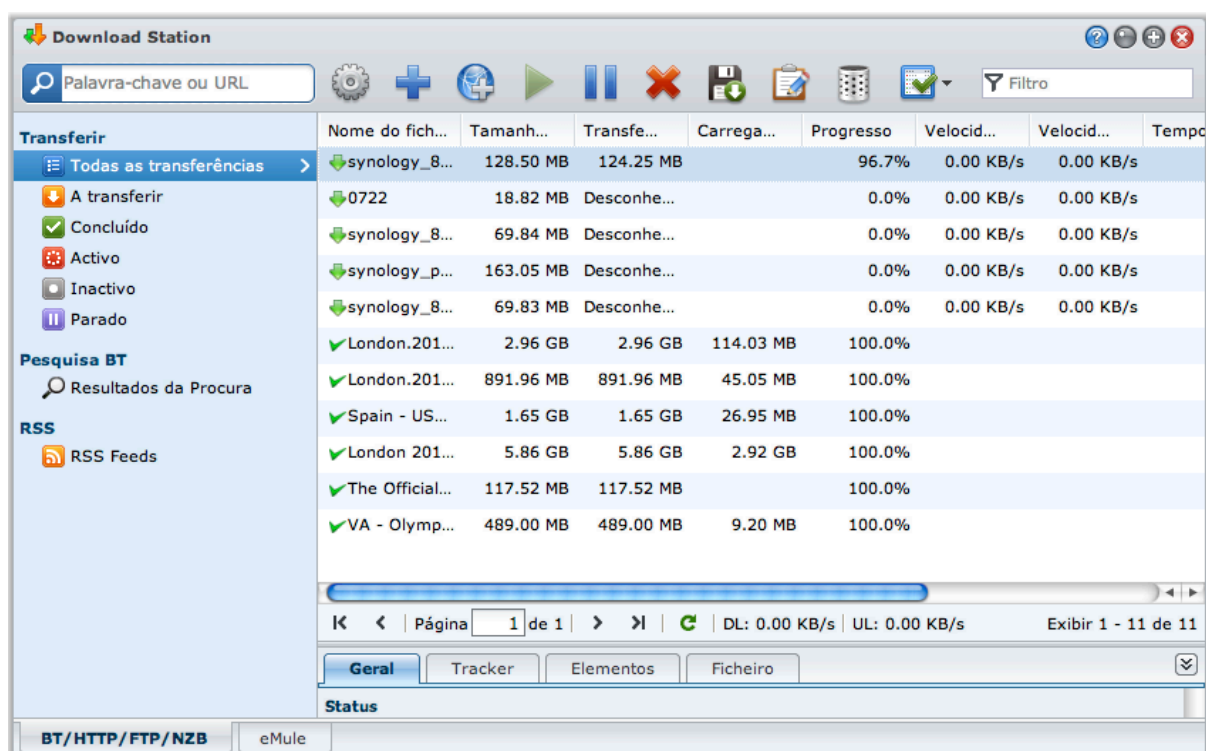 Download Station
Palavra-chave ou URL
Filtro
Transferir
Todas as transferências
A transferir
Concluído
Activo
Inactivo
Parado
Pesquisa BT
Resultados da Procura
RSS
RSS Feeds
Nome do fich... Tamanh... Transfe... Carrega... Progresso Velocid... Velocid... Tempo
synology_8... 128.50 MB 124.25 MB 96.7% 0.00 KB/s 0.00 KB/s
0722 18.82 MB Desconhe... 0.0% 0.00 KB/s 0.00 KB/s
synology_8... 69.84 MB Desconhe... 0.0% 0.00 KB/s 0.00 KB/s
synology_p... 163.05 MB Desconhe... 0.0% 0.00 KB/s 0.00 KB/s
synology_8... 69.83 MB Desconhe... 0.0% 0.00 KB/s 0.00 KB/s
London.201... 2.96 GB 2.96 GB 114.03 MB 100.0%
London.201... 891.96 MB 891.96 MB 45.05 MB 100.0%
Spain - US... 1.65 GB 1.65 GB 26.95 MB 100.0%
London 201... 5.86 GB 5.86 GB 2.92 GB 100.0%
The Official... 117.52 MB 117.52 MB 100.0%
VA - Olymp... 489.00 MB 489.00 MB 9.20 MB 100.0%
Página 1 de 1 DL: 0.00 KB/s UL: 0.00 KB/s Exibir 1 - 11 de 11
Geral Tracker Elementos Ficheiro
Status
BT/HTTP/FTP/NZB eMule